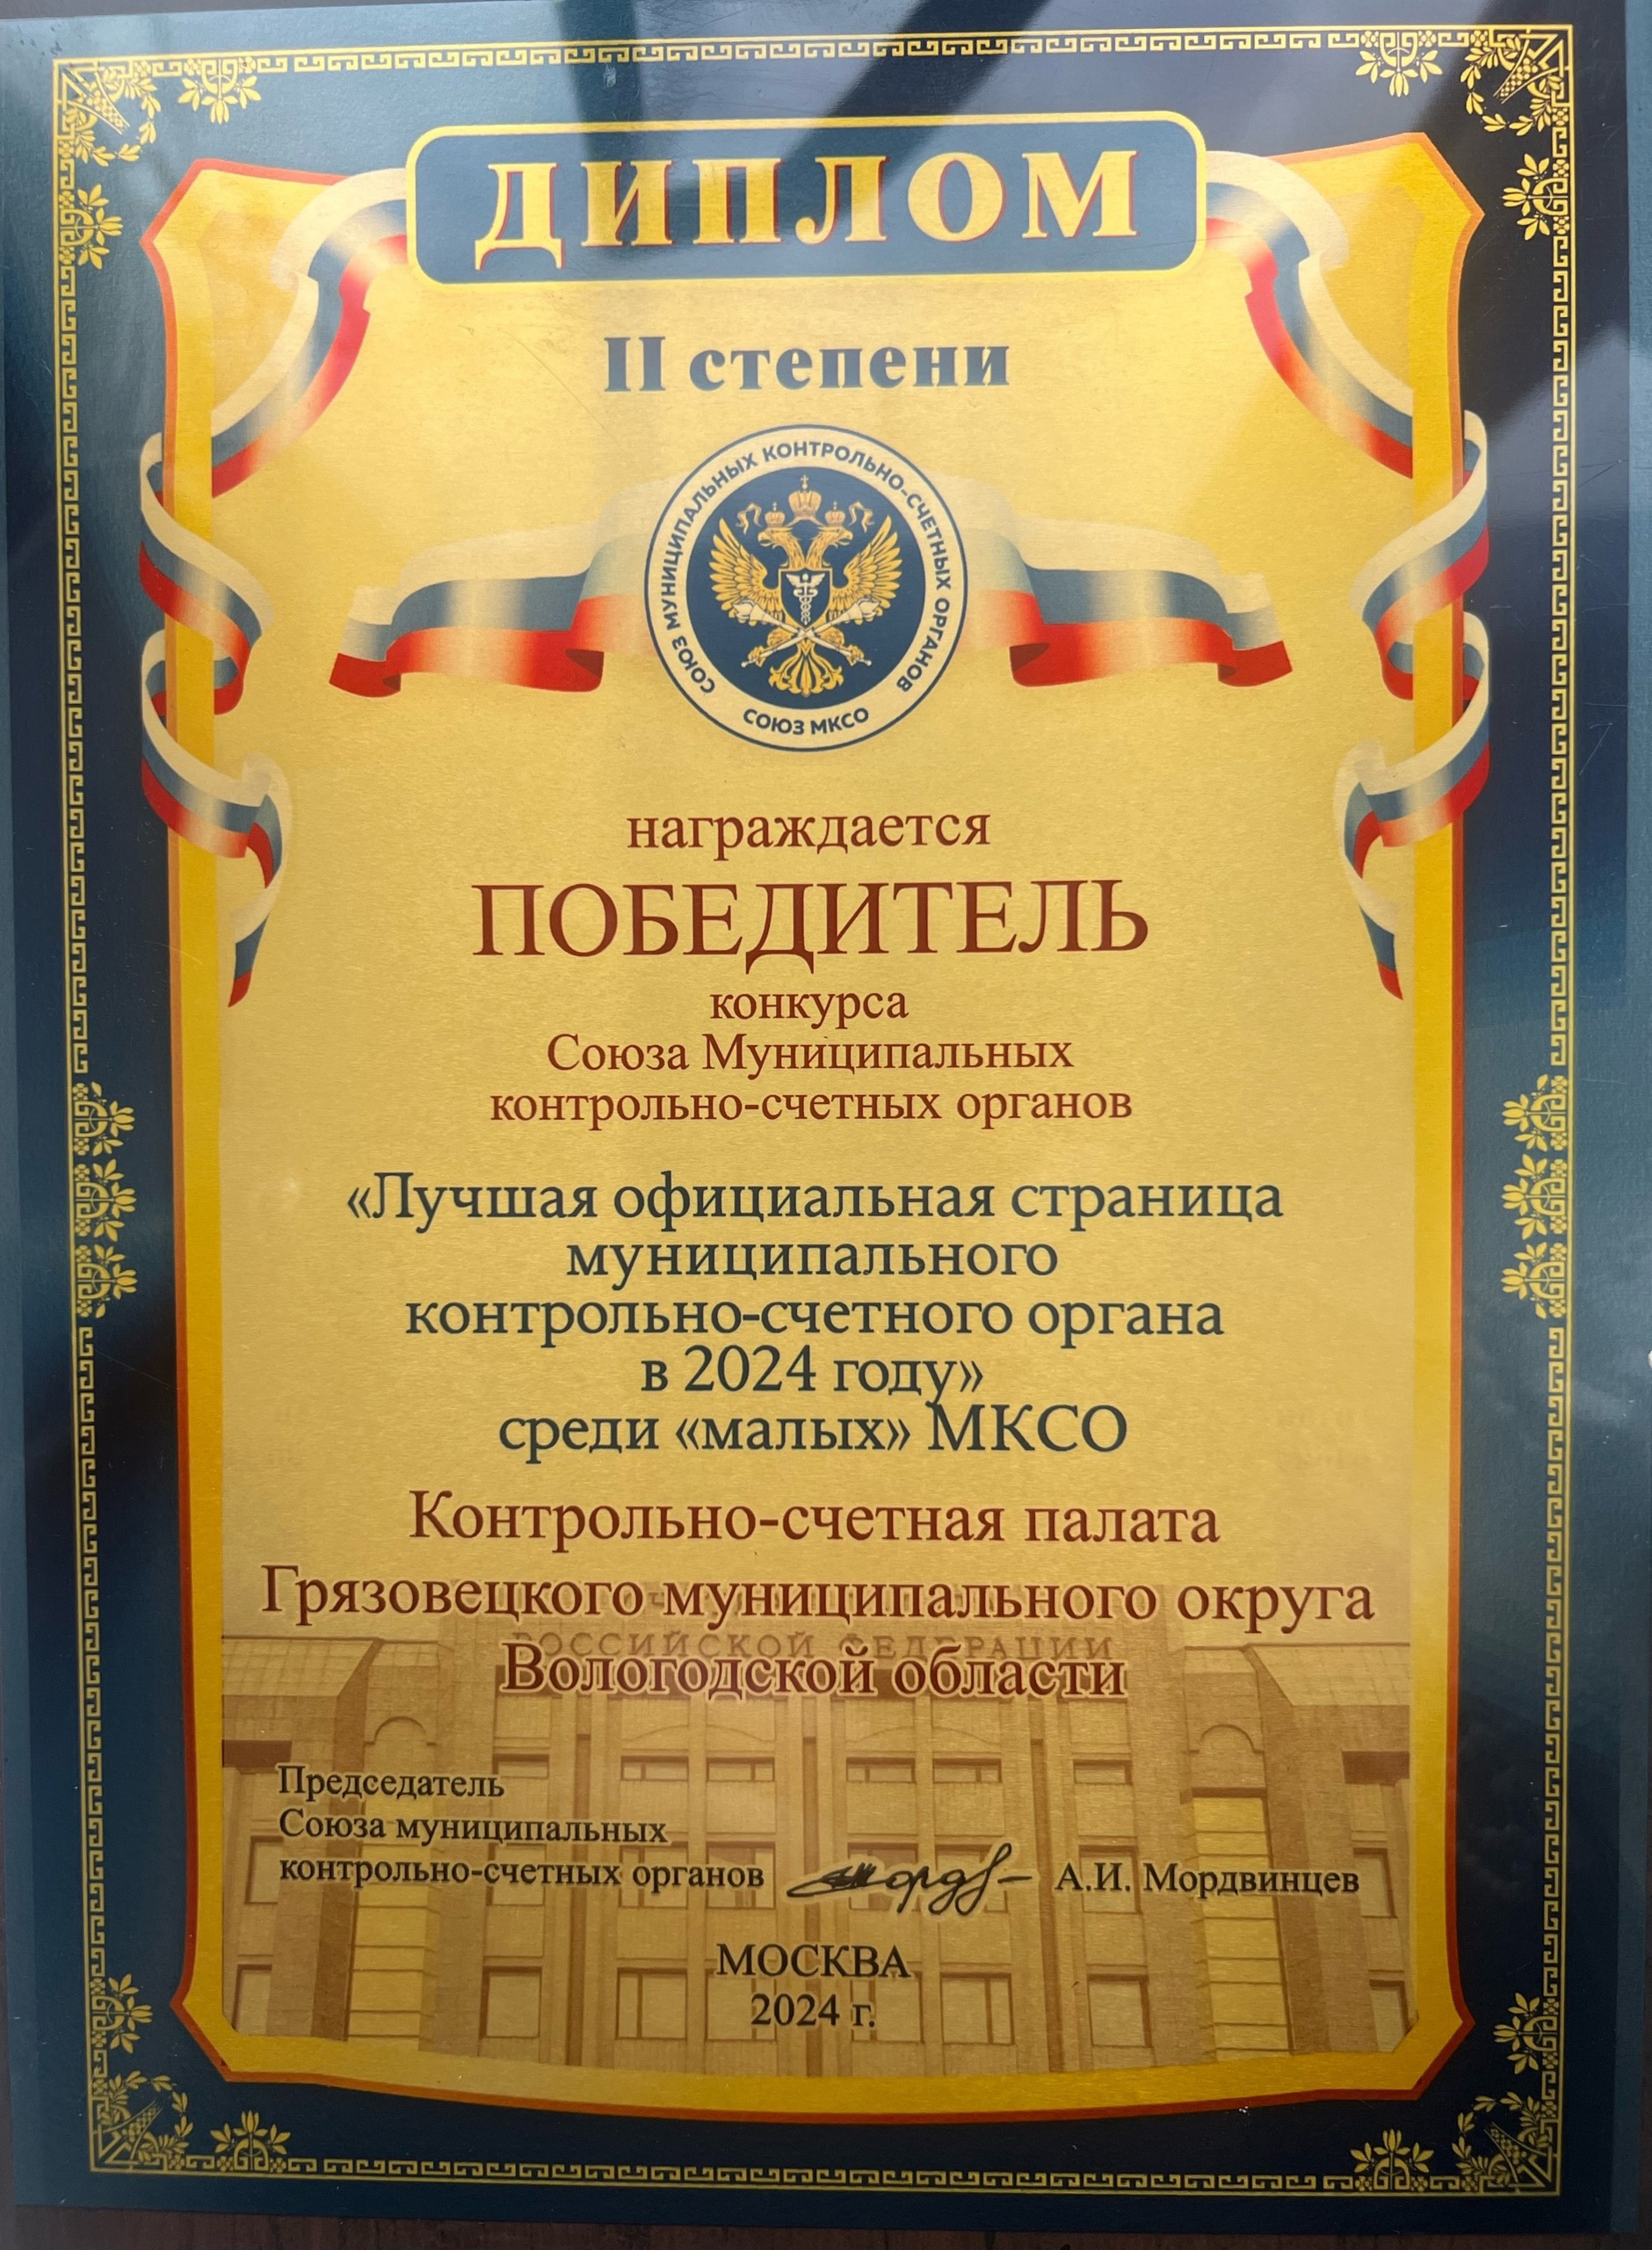 ДИПЛОМ
II степени
СОЮЗ МУНИЦИПАЛЬНЫХ КОНТРОЛЬНО-СЧЕТНЫХ ОРГАНОВ
СОЮЗ МКСО
награждается
ПОБЕДИТЕЛЬ
конкурса
Союза Муниципальных
контрольно-счетных органов
«Лучшая официальная страница
муниципального
контрольно-счетного органа
в 2024 году»
среди «малых» МКСО
Контрольно-счетная палата
Грязовецкого муниципального округа
РОССИЙСКОЙ ФЕДЕРАЦИИ
Вологодской области
Председатель
Союза муниципальных
контрольно-счетных органов А.И. Мордвинцев
МОСКВА
2024 г.